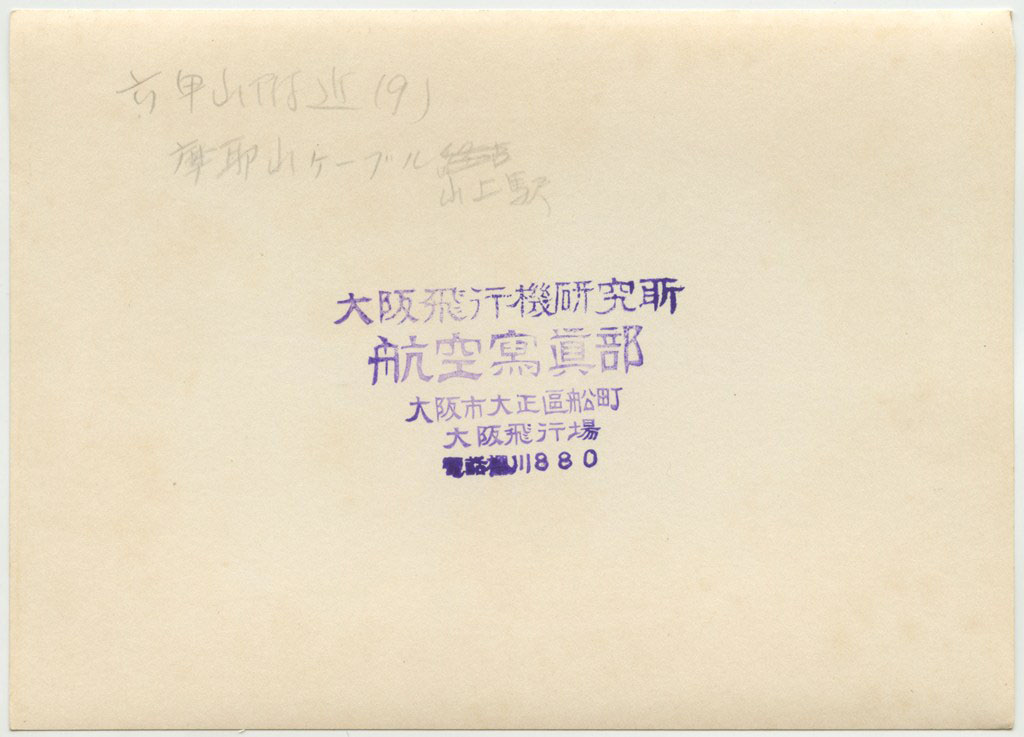 六甲山附近(9)
摩耶山ケーブル
山上駅
大阪飛行機研究所
航空寫眞部
大阪市大正區船町
大阪飛行場
電話桜川880